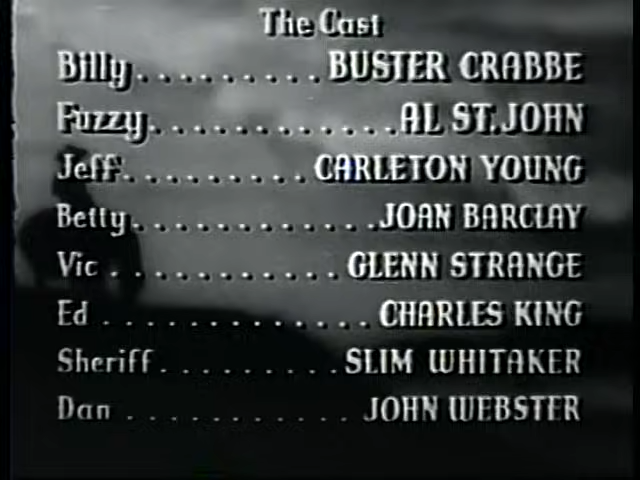 The Cast
Billy.........BUSTER CRABBE
Fuzzy.............AL ST. JOHN
Jeff..........CARLETON YOUNG
Betty............JOAN BARCLAY
Vic...........GLENN STRANGE
Ed.............CHARLES KING
Sheriff.........SLIM WHITAKER
Dan...........JOHN WEBSTER